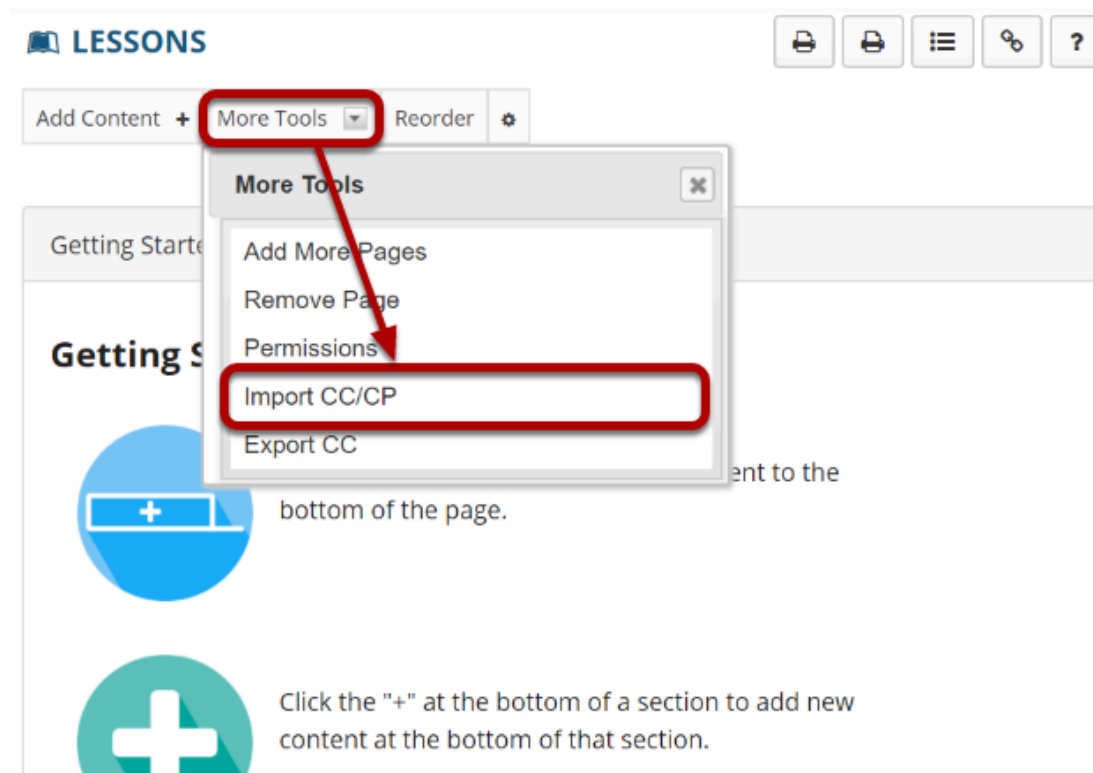 LESSONS
?
Add Content +
More Tools
Reorder
More Tools
Getting Starte
Add More Pages
Remove Page
Permissions
Getting S
Import CC/CP
Export CC
ent to the
bottom of the page.
Click the "+" at the bottom of a section to add new
content at the bottom of that section.